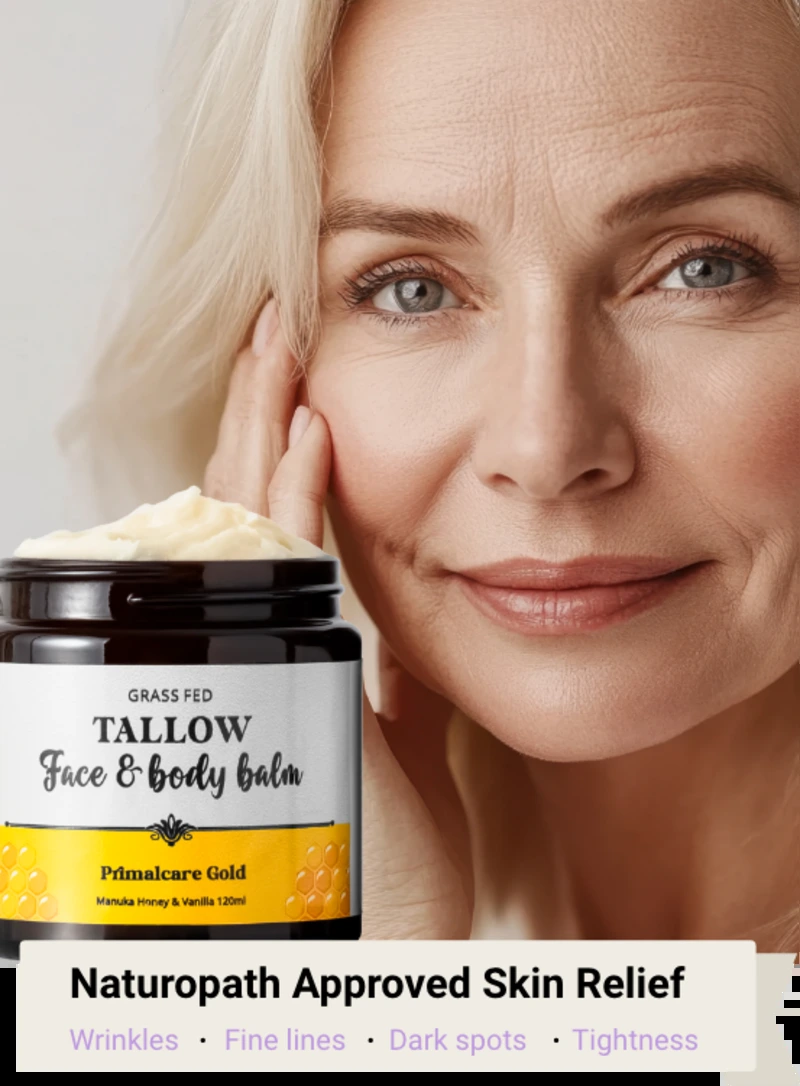 GRASS FED
TALLOW
Face & body balm
Primalcare Gold
Manuka Honey & Vanilla 120ml
Naturopath Approved Skin Relief
Wrinkles • Fine lines • Dark spots • Tightness